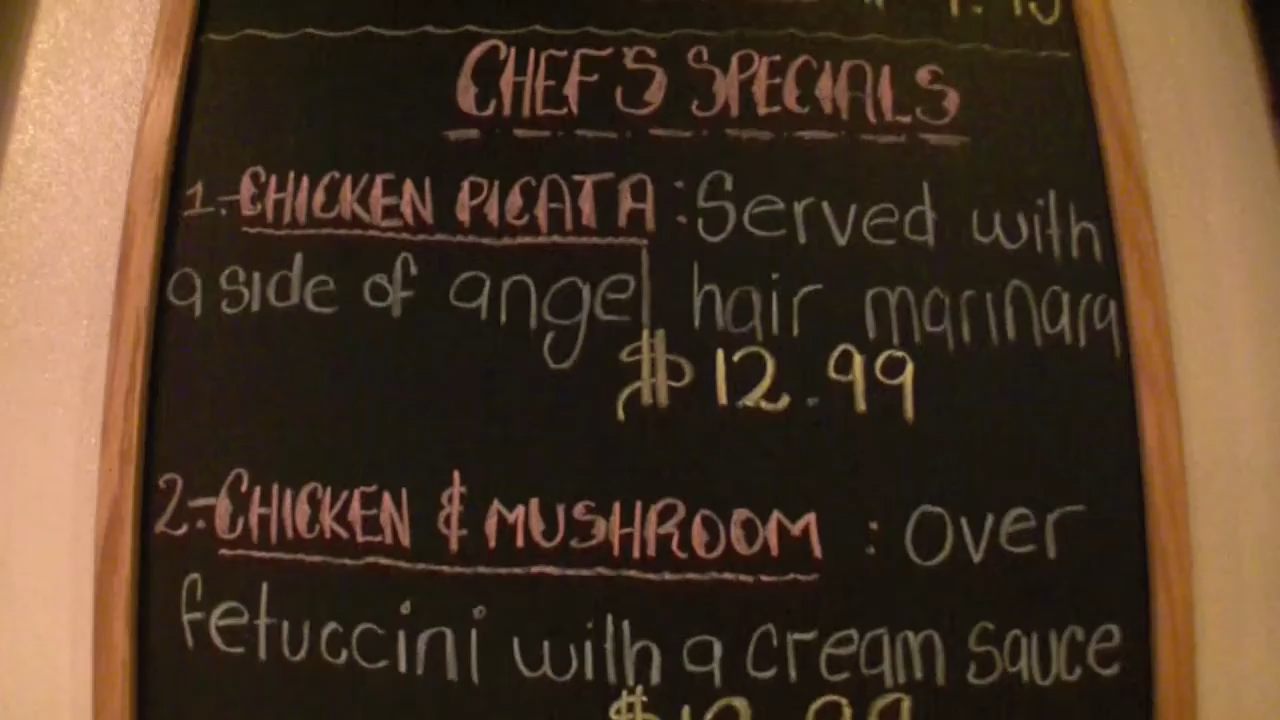 CHEF'S SPECIALS
1.-CHICKEN PICATA: Served with
a side of angel hair marinara
$12.99
2.-CHICKEN & MUSHROOM : over
fetuccini with a cream sauce